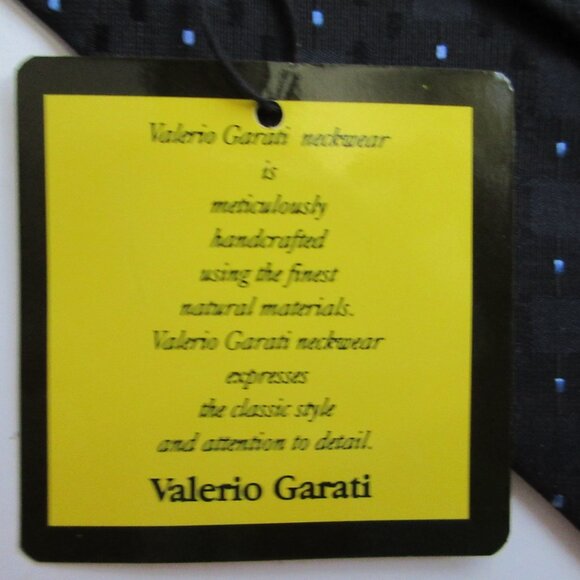 Valerio Garati neckwear
is
meticulously
handcrafted
using the finest
natural materials.
Valerio Garati neckwear
expresses
the classic style
and attention to detail.
Valerio Garati